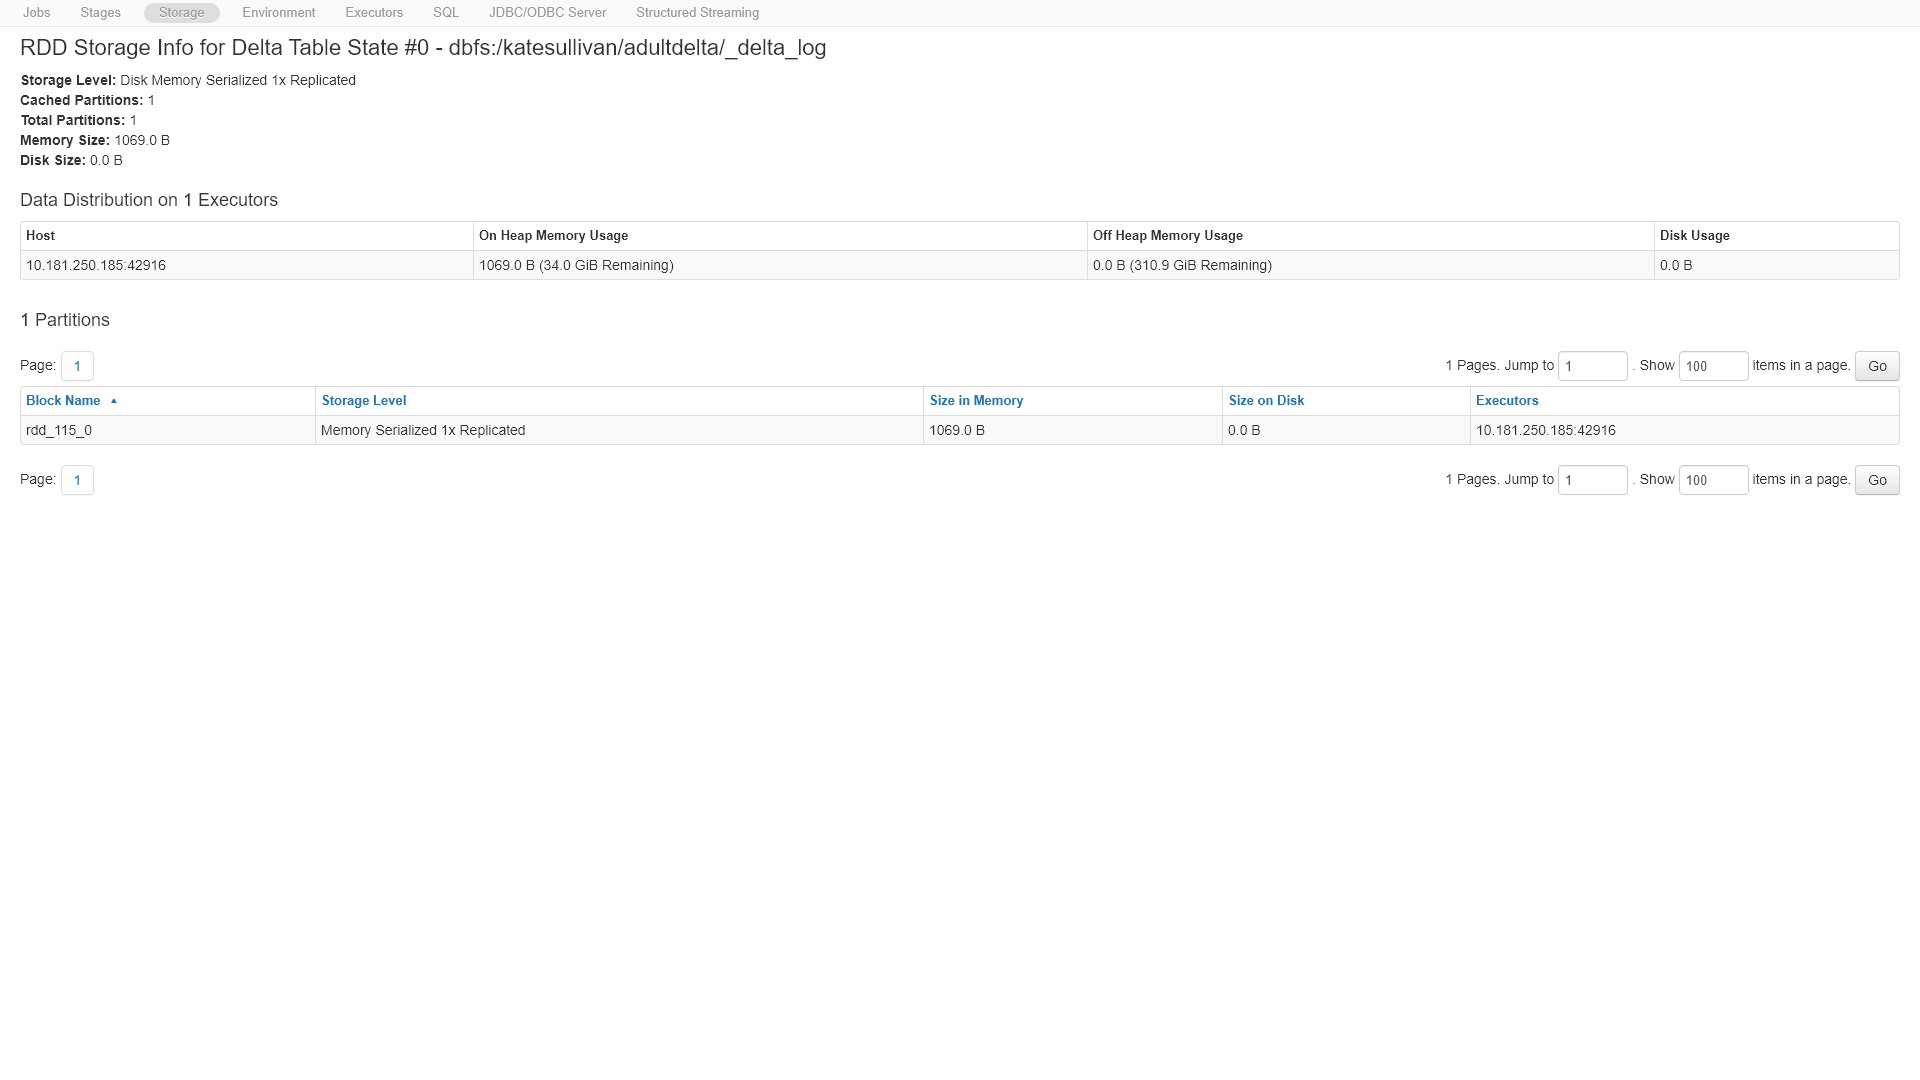 Jobs Stages Storage Environment Executors SQL JDBC/ODBC Server Structured Streaming
RDD Storage Info for Delta Table State #0 - dbfs:/katesullivan/adultdelta/_delta_log
Storage Level: Disk Memory Serialized 1x Replicated
Cached Partitions: 1
Total Partitions: 1
Memory Size: 1069.0 B
Disk Size: 0.0 B
Data Distribution on 1 Executors
Host On Heap Memory Usage Off Heap Memory Usage Disk Usage
10.181.250.185:42916 1069.0 B (34.0 GiB Remaining) 0.0 B (310.9 GiB Remaining) 0.0 B
1 Partitions
Page: 1 1 Pages. Jump to 1 . Show 100 items in a page. Go
Block Name ▴ Storage Level Size in Memory Size on Disk Executors
rdd_115_0 Memory Serialized 1x Replicated 1069.0 B 0.0 B 10.181.250.185:42916
Page: 1 1 Pages. Jump to 1 . Show 100 items in a page. Go